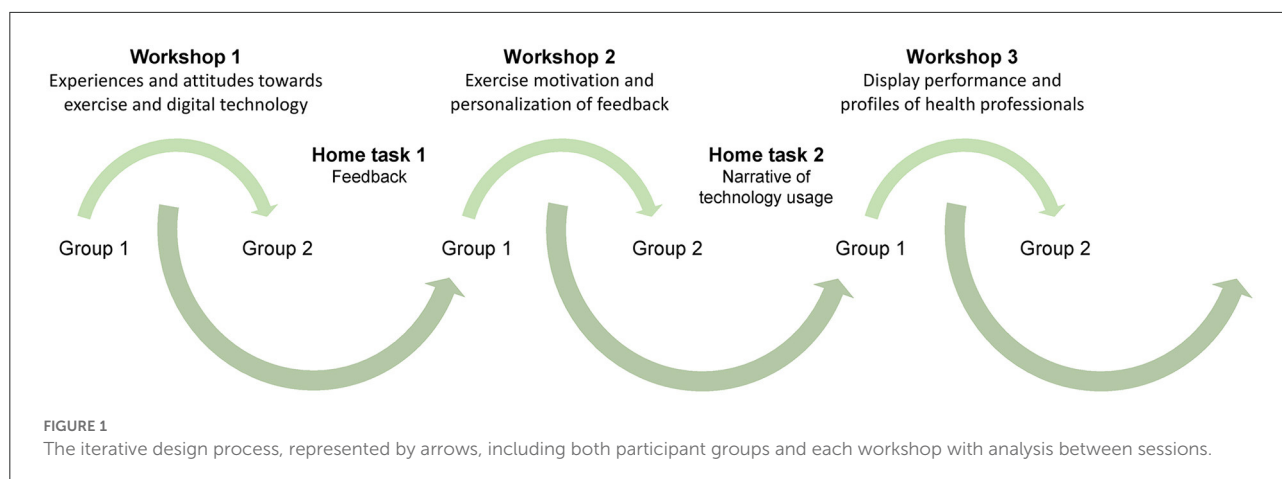 Workshop 1
Experiences and attitudes towards
exercise and digital technology
Workshop 2
Exercise motivation and
personalization of feedback
Workshop 3
Display performance and
profiles of health professionals
Home task 1
Feedback
Home task 2
Narrative of
technology usage
Group 1
Group 2
Group 1
Group 2
Group 1
Group 2
FIGURE 1
The iterative design process, represented by arrows, including both participant groups and each workshop with analysis between sessions.